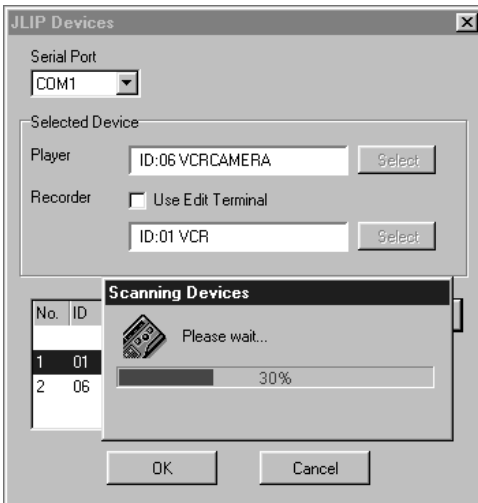 JLIP Devices
Serial Port
COM1
Selected Device
Player
ID:06 VCRCAMERA
Select
Recorder
Use Edit Terminal
ID:01 VCR
Select
Scanning Devices
No. ID
Please wait...
1 01
30%
2 06
OK
Cancel